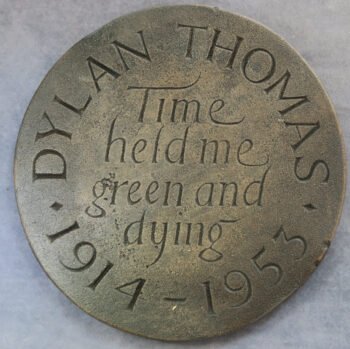 DYLAN THOMAS
Time
held me
green and
dying
· 1914 – 1953 ·